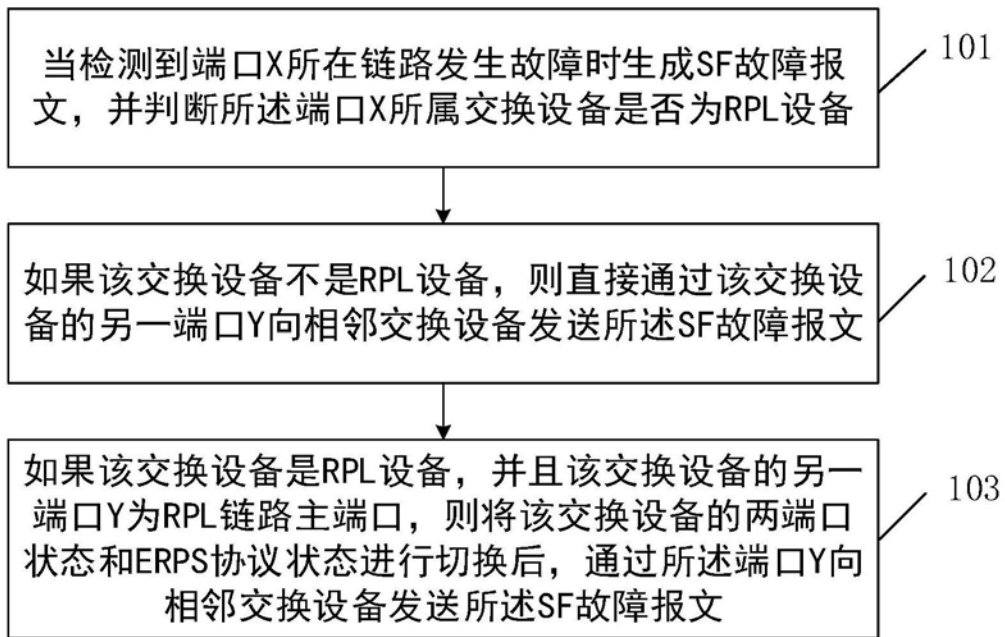 当检测到端口X所在链路发生故障时生成SF故障报
文，并判断所述端口X所属交换设备是否为RPL设备
101
如果该交换设备不是RPL设备，则直接通过该交换设
备的另一端口Y向相邻交换设备发送所述SF故障报文
102
如果该交换设备是RPL设备，并且该交换设备的另一
端口Y为RPL链路主端口，则将该交换设备的两端口
状态和ERPS协议状态进行切换后，通过所述端口Y向
相邻交换设备发送所述SF故障报文
103